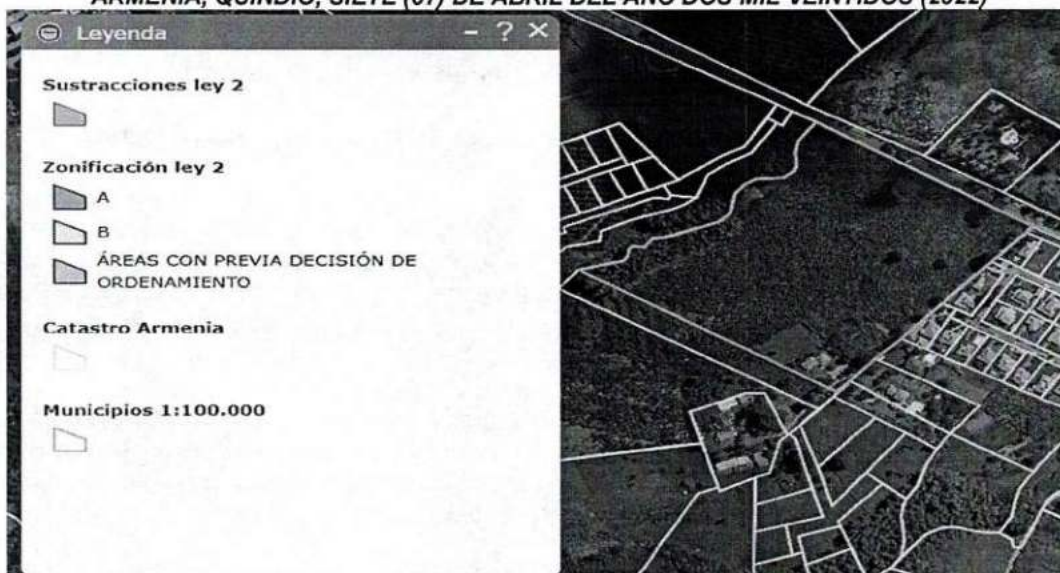 ARMENIA, QUINDIO, SIETE (07) DE ABRIL DEL AÑO DOS MIL VEINTIDOS (2022)
Leyenda
Sustracciones ley 2
Zonificación ley 2
A
B
ÁREAS CON PREVIA DECISIÓN DE
ORDENAMIENTO
Catastro Armenia
Municipios 1:100.000